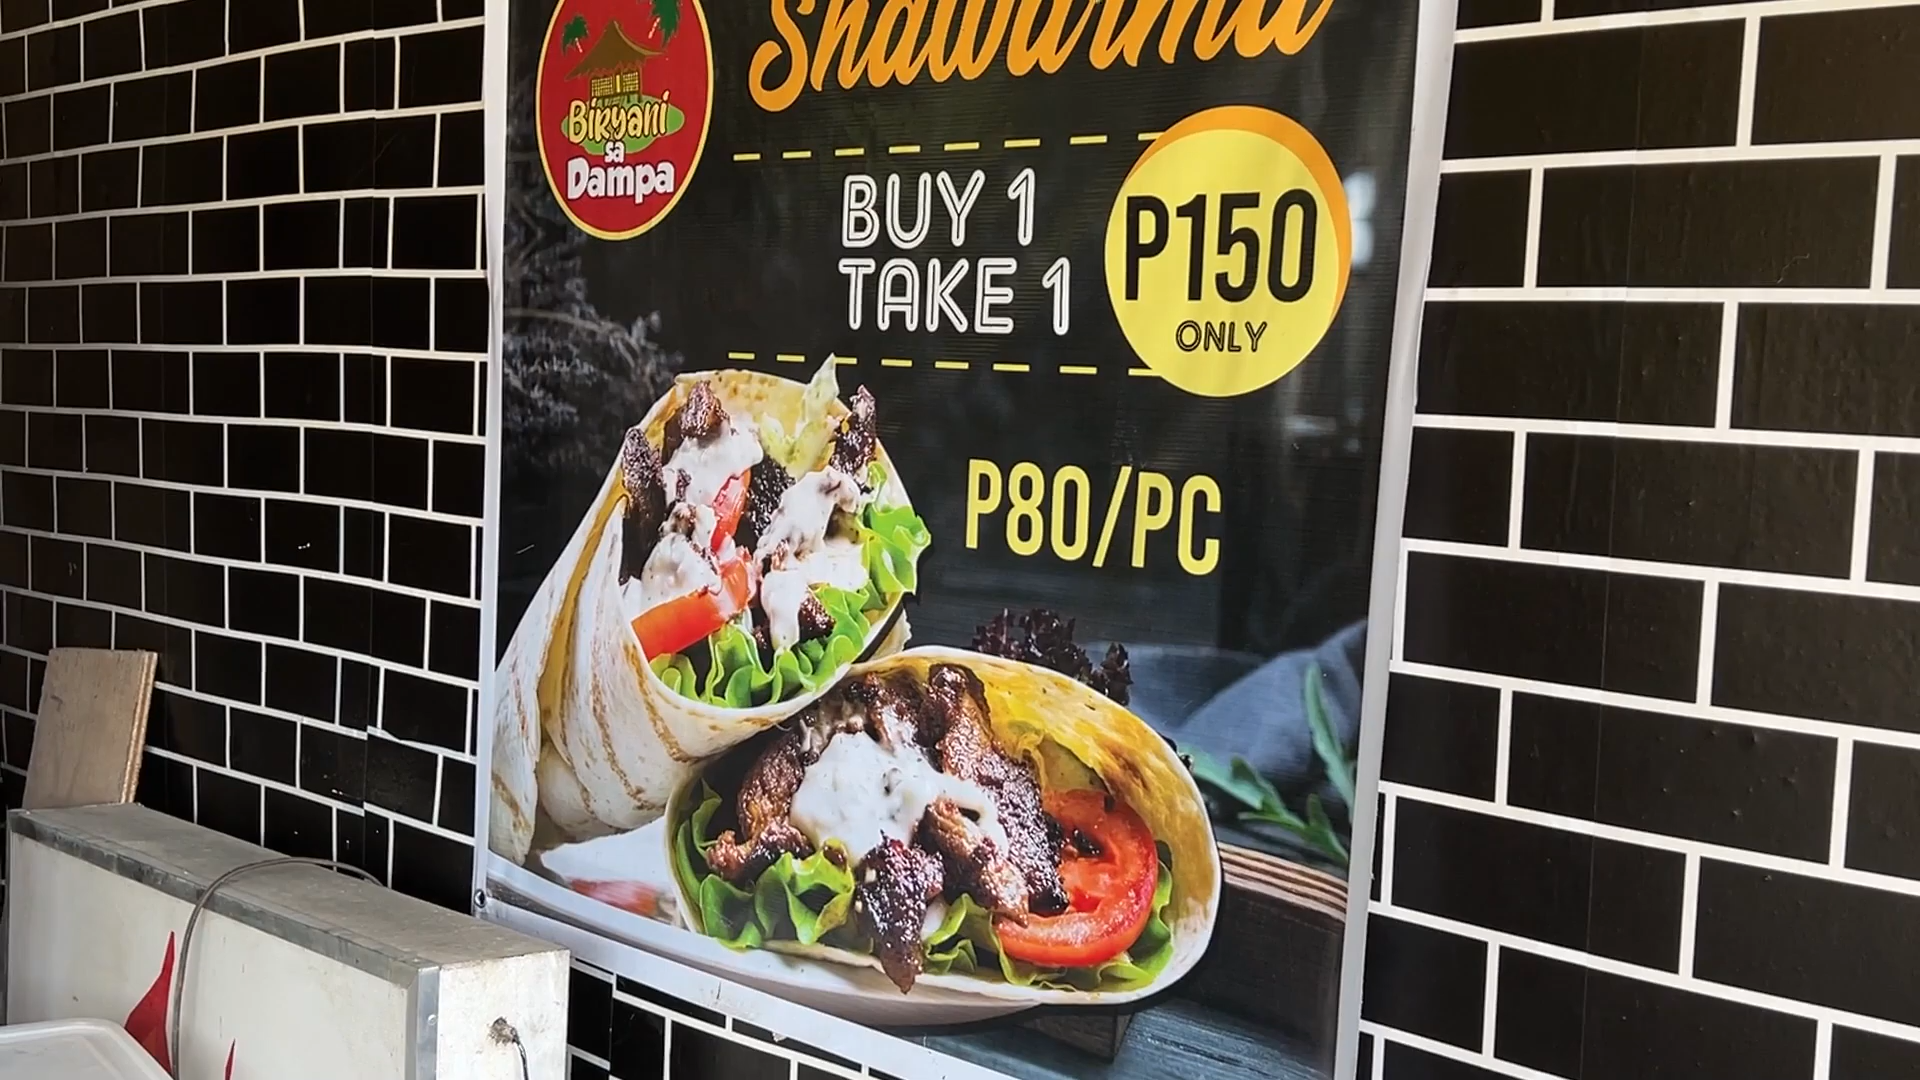 Shawarma
Biryani
sa
Dampa
BUY 1
TAKE 1
P150
ONLY
P80/PC